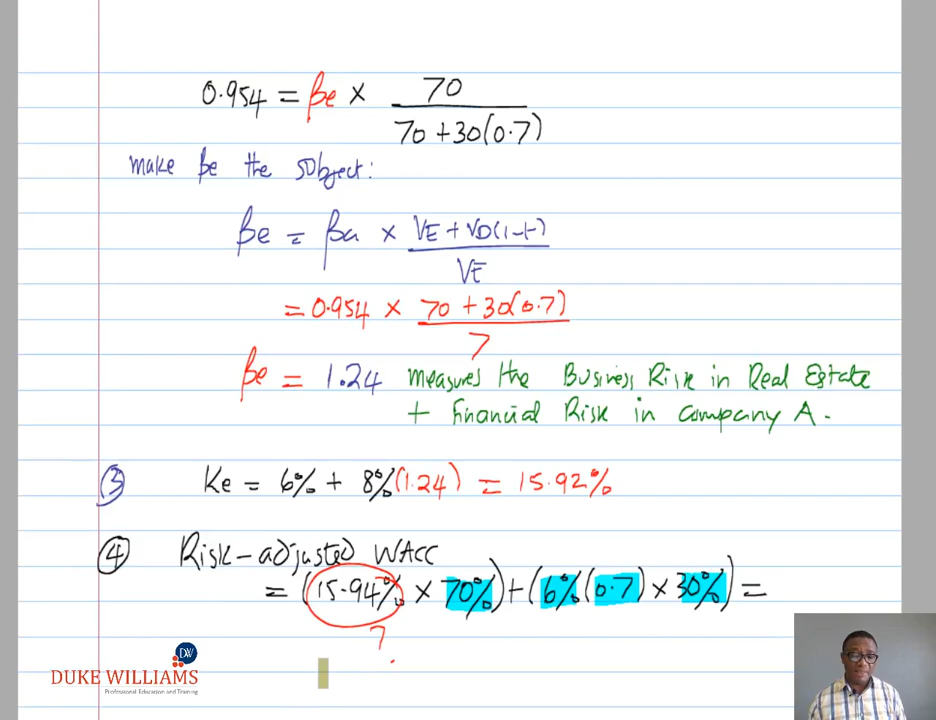 0.954 = βe × 70 / 70 + 30(0.7)
make βe the subject:
βe = βa × VE + VD(1-t) / VE
= 0.954 × 70 + 30(0.7) / 7
βe = 1.24 measures the Business Risk in Real Estate
+ Financial Risk in company A.
③ Ke = 6% + 8%(1.24) = 15.92%
④ Risk-adjusted WACC
= (15.94% × 70%) + (6%(0.7) × 30%) =
?
DW
DUKE WILLIAMS
Professional Education and Training